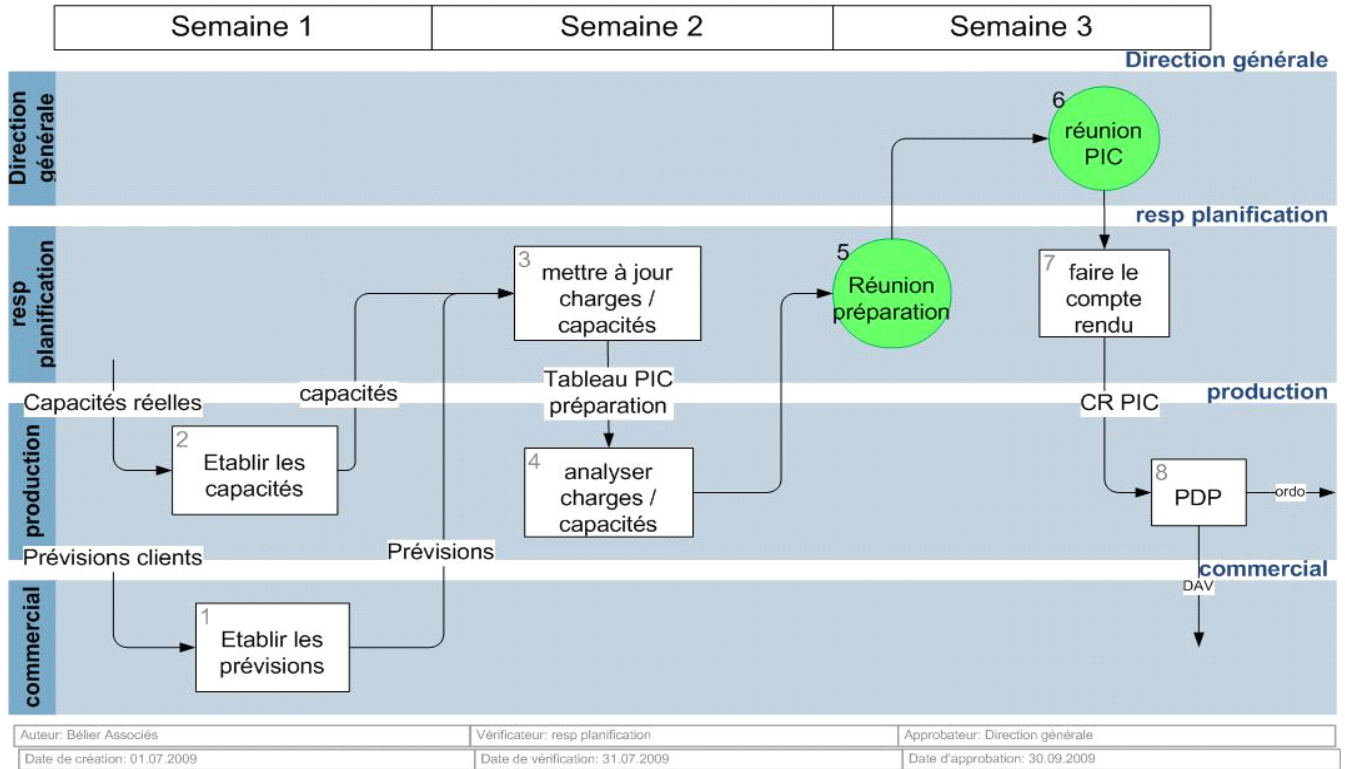 Semaine 1
Semaine 2
Semaine 3
Direction générale
Direction
générale
6
réunion
PIC
resp planification
resp
planification
3
mettre à jour
charges /
capacités
5
Réunion
préparation
7
faire le
compte
rendu
Capacités réelles
capacités
Tableau PIC
préparation
CR PIC
production
production
2
Etablir les
capacités
4
analyser
charges /
capacités
8
PDP
ordo
Prévisions clients
Prévisions
commercial
DAV
commercial
1
Etablir les
prévisions
Auteur: Bélier Associés
Vérificateur: resp planification
Approbateur: Direction générale
Date de création: 01.07.2009
Date de vérification: 31.07.2009
Date d'approbation: 30.09.2009